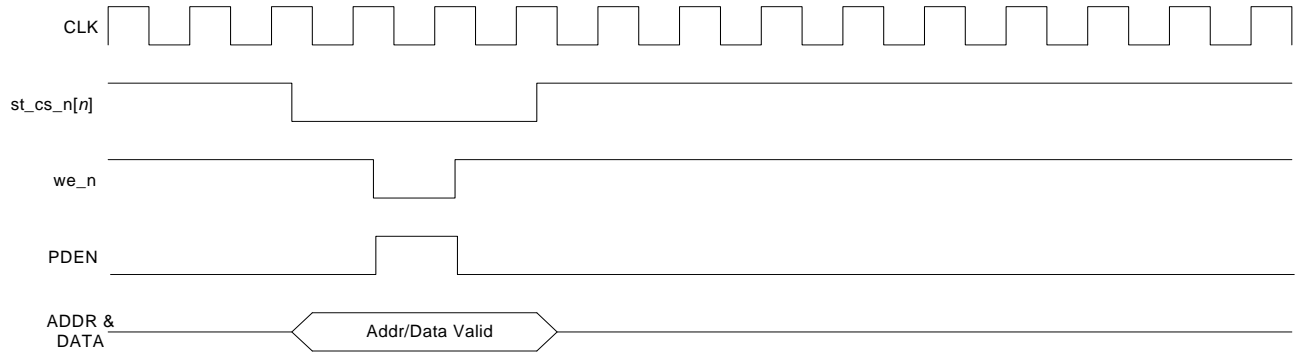 CLK
st_cs_n[n]
we_n
PDEN
ADDR &
DATA
Addr/Data Valid